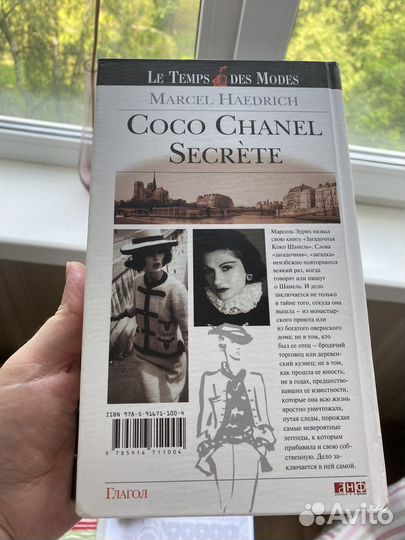 LE TEMPS DES MODES
MARCEL HAEDRICH
COCO CHANEL
SECRÈTE
Марсель Эдрих назвал
свою книгу «Загадочная
Коко Шанель». Слова
«загадочная», «загадка»
неизбежно повторяются
всякий раз, когда
говорят или пишут
о Шанель. И дело
заключается не только
в тайне того, откуда она
вышла – из монастыр-
ского приюта или
из богатого овернского
дома; не в том, кто
был ее отец – бродячий
торговец или деревен-
ский кузнец; не в том,
как прошла ее юность;
не в годах, предшество-
вавших ее известности,
которые она всю жизнь
яростно уничтожала,
путая следы, порождая
самые невероятные
легенды, к которым
прибавила и свою соб-
ственную. Дело за-
ключается в ней самой.
ISBN 978-5-91671-100-4
9 785916 711004
ГЛАГОЛ
АНФ
Avito